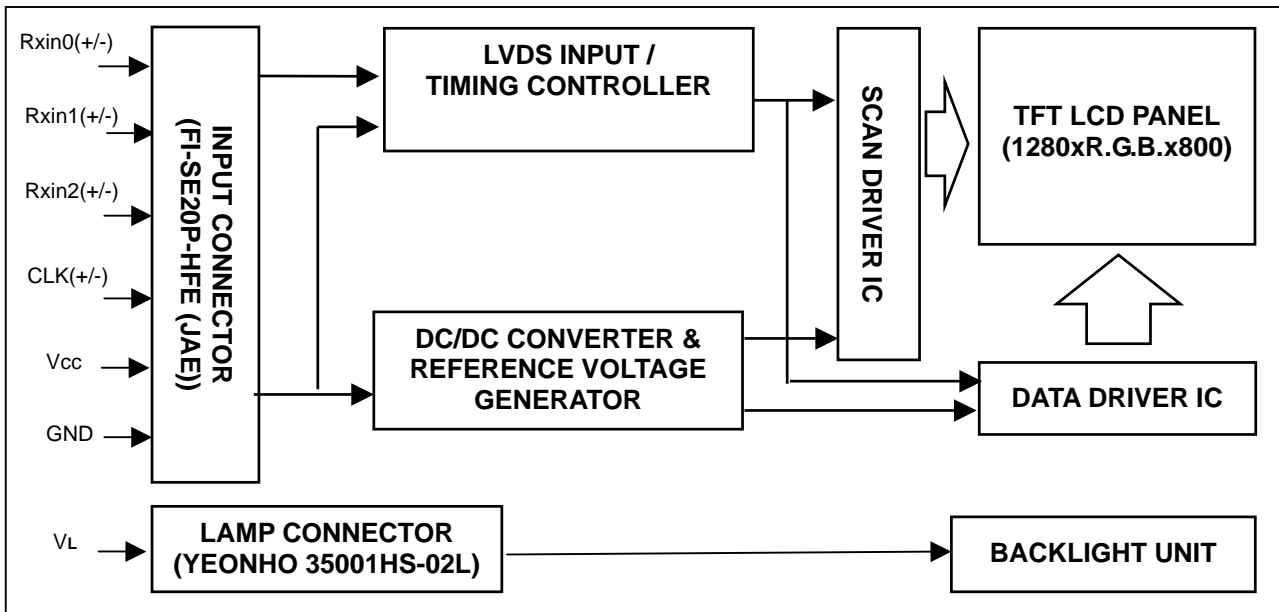 Rxin0(+/-)
Rxin1(+/-)
Rxin2(+/-)
CLK(+/-)
Vcc
GND
INPUT CONNECTOR
(FI-SE20P-HFE (JAE))
LVDS INPUT /
TIMING CONTROLLER
DC/DC CONVERTER &
REFERENCE VOLTAGE
GENERATOR
SCAN DRIVER IC
TFT LCD PANEL
(1280xR.G.B.x800)
DATA DRIVER IC
VL
LAMP CONNECTOR
(YEONHO 35001HS-02L)
BACKLIGHT UNIT